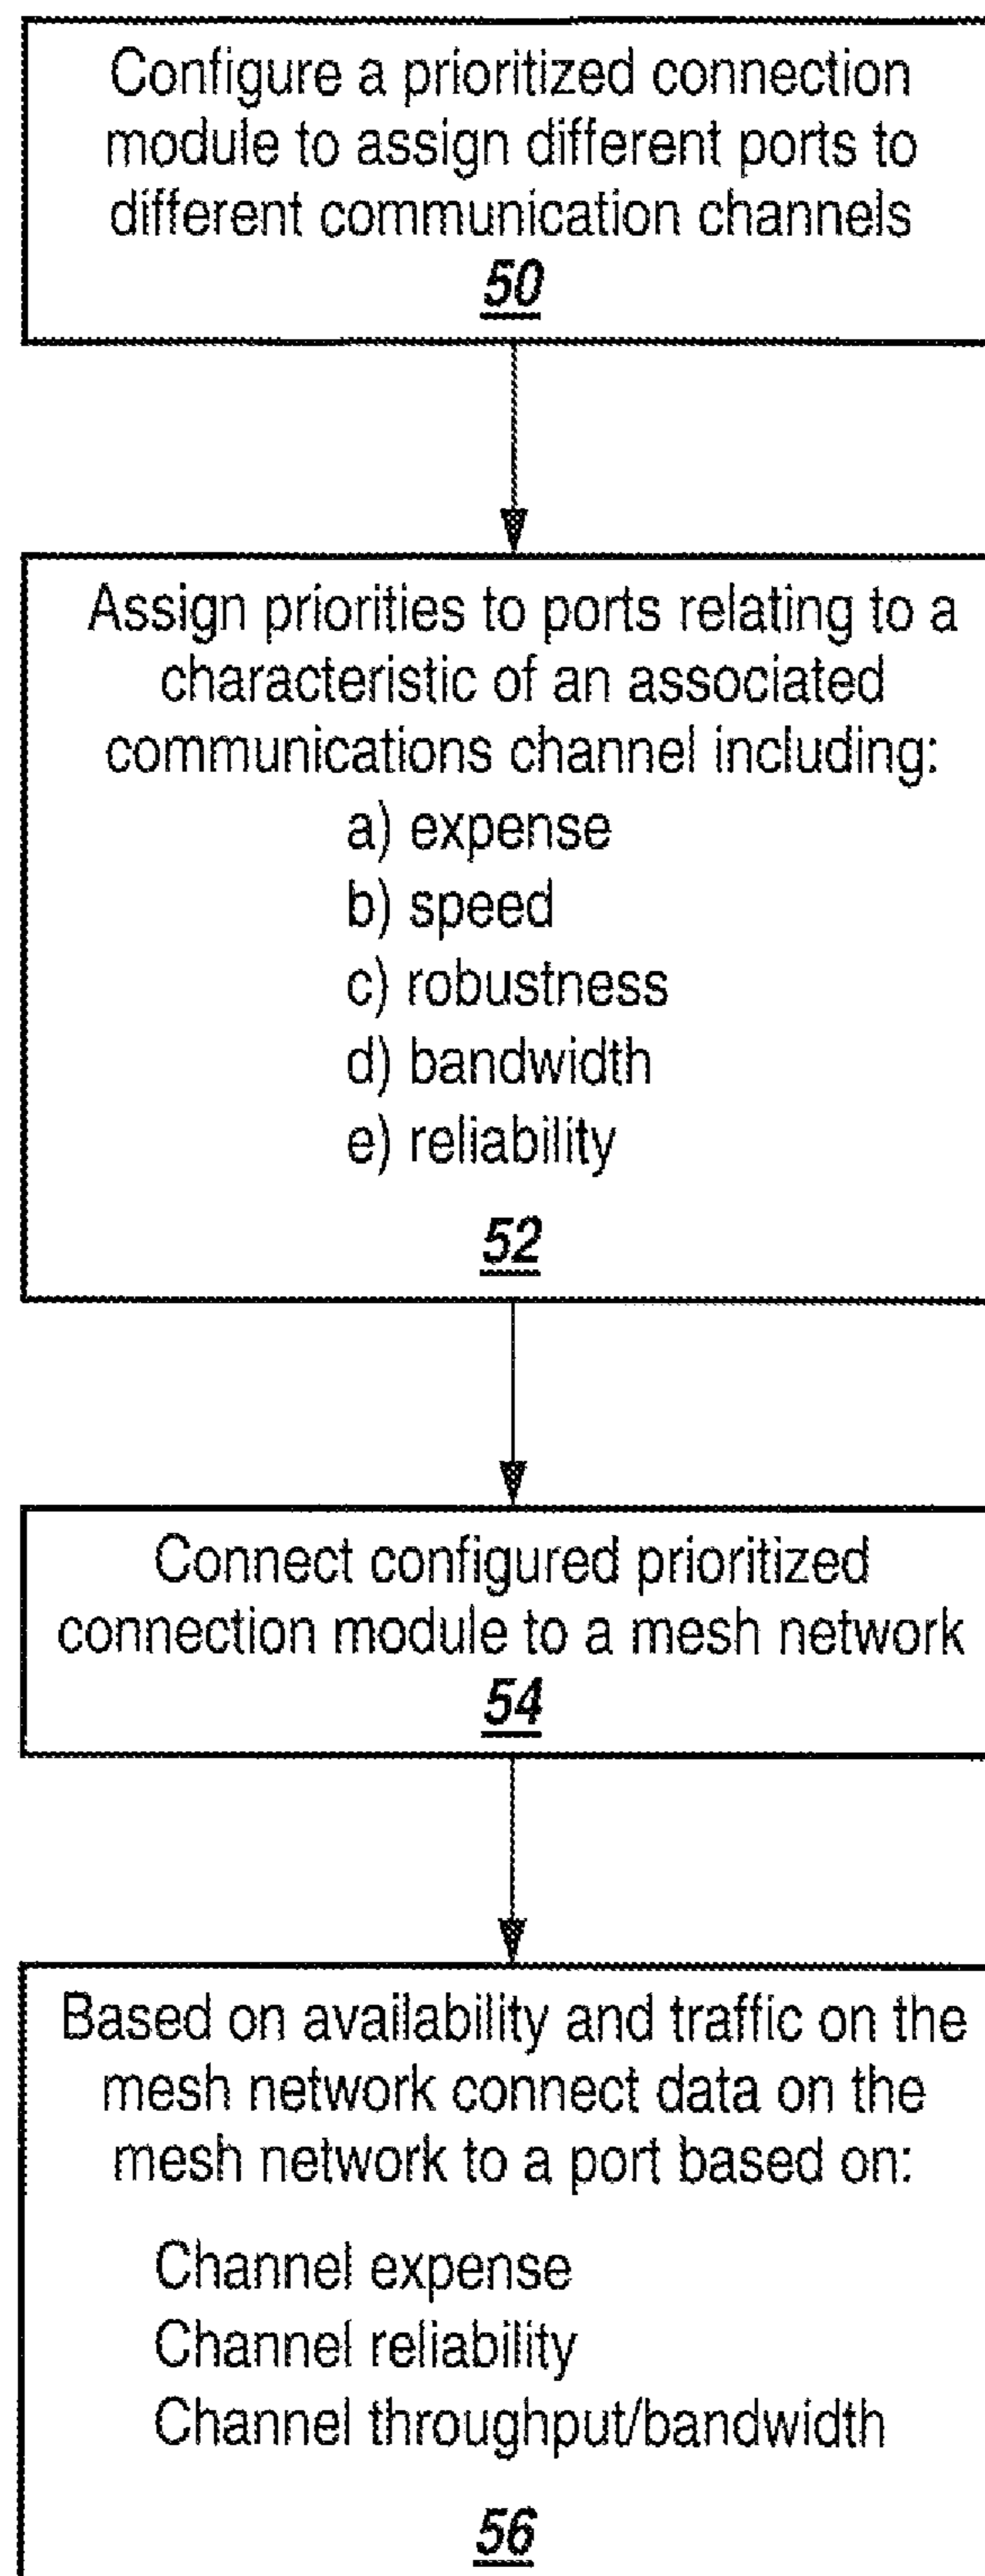 Configure a prioritized connection
module to assign different ports to
different communication channels
50
Assign priorities to ports relating to a
characteristic of an associated
communications channel including:
a) expense
b) speed
c) robustness
d) bandwidth
e) reliability
52
Connect configured prioritized
connection module to a mesh network
54
Based on availability and traffic on the
mesh network connect data on the
mesh network to a port based on:
Channel expense
Channel reliability
Channel throughput/bandwidth
56